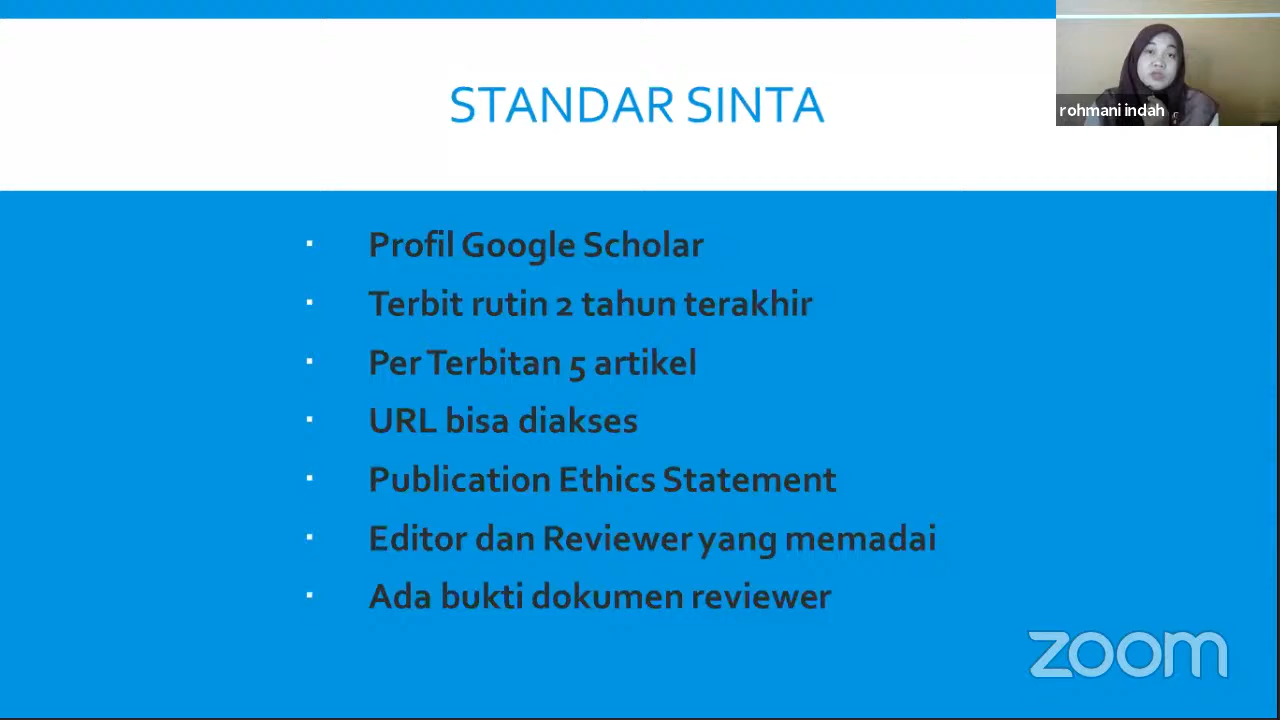 STANDAR SINTA
rohmani indah
Profil Google Scholar
Terbit rutin 2 tahun terakhir
Per Terbitan 5 artikel
URL bisa diakses
Publication Ethics Statement
Editor dan Reviewer yang memadai
Ada bukti dokumen reviewer
zoom